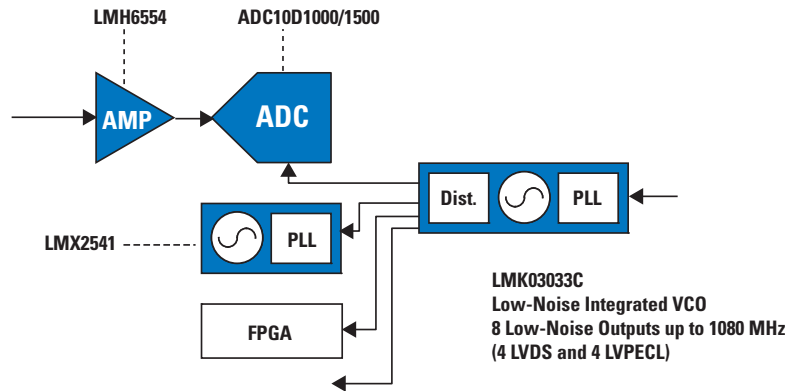 LMH6554
ADC10D1000/1500
AMP
ADC
Dist.
PLL
LMX2541
PLL
LMK03033C
Low-Noise Integrated VCO
8 Low-Noise Outputs up to 1080 MHz
(4 LVDS and 4 LVPECL)
FPGA